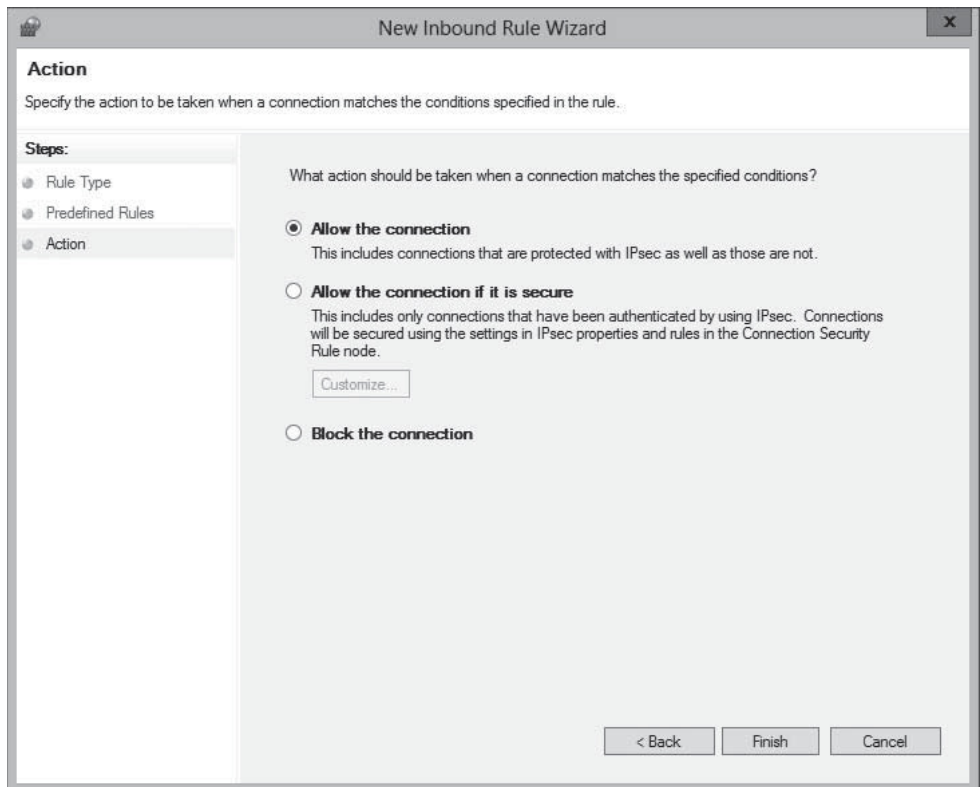 New Inbound Rule Wizard
X
Action
Specify the action to be taken when a connection matches the conditions specified in the rule.
Steps:
Rule Type
Predefined Rules
Action
What action should be taken when a connection matches the specified conditions?
Allow the connection
This includes connections that are protected with IPsec as well as those are not.
Allow the connection if it is secure
This includes only connections that have been authenticated by using IPsec. Connections
will be secured using the settings in IPsec properties and rules in the Connection Security
Rule node.
Customize...
Block the connection
< Back
Finish
Cancel